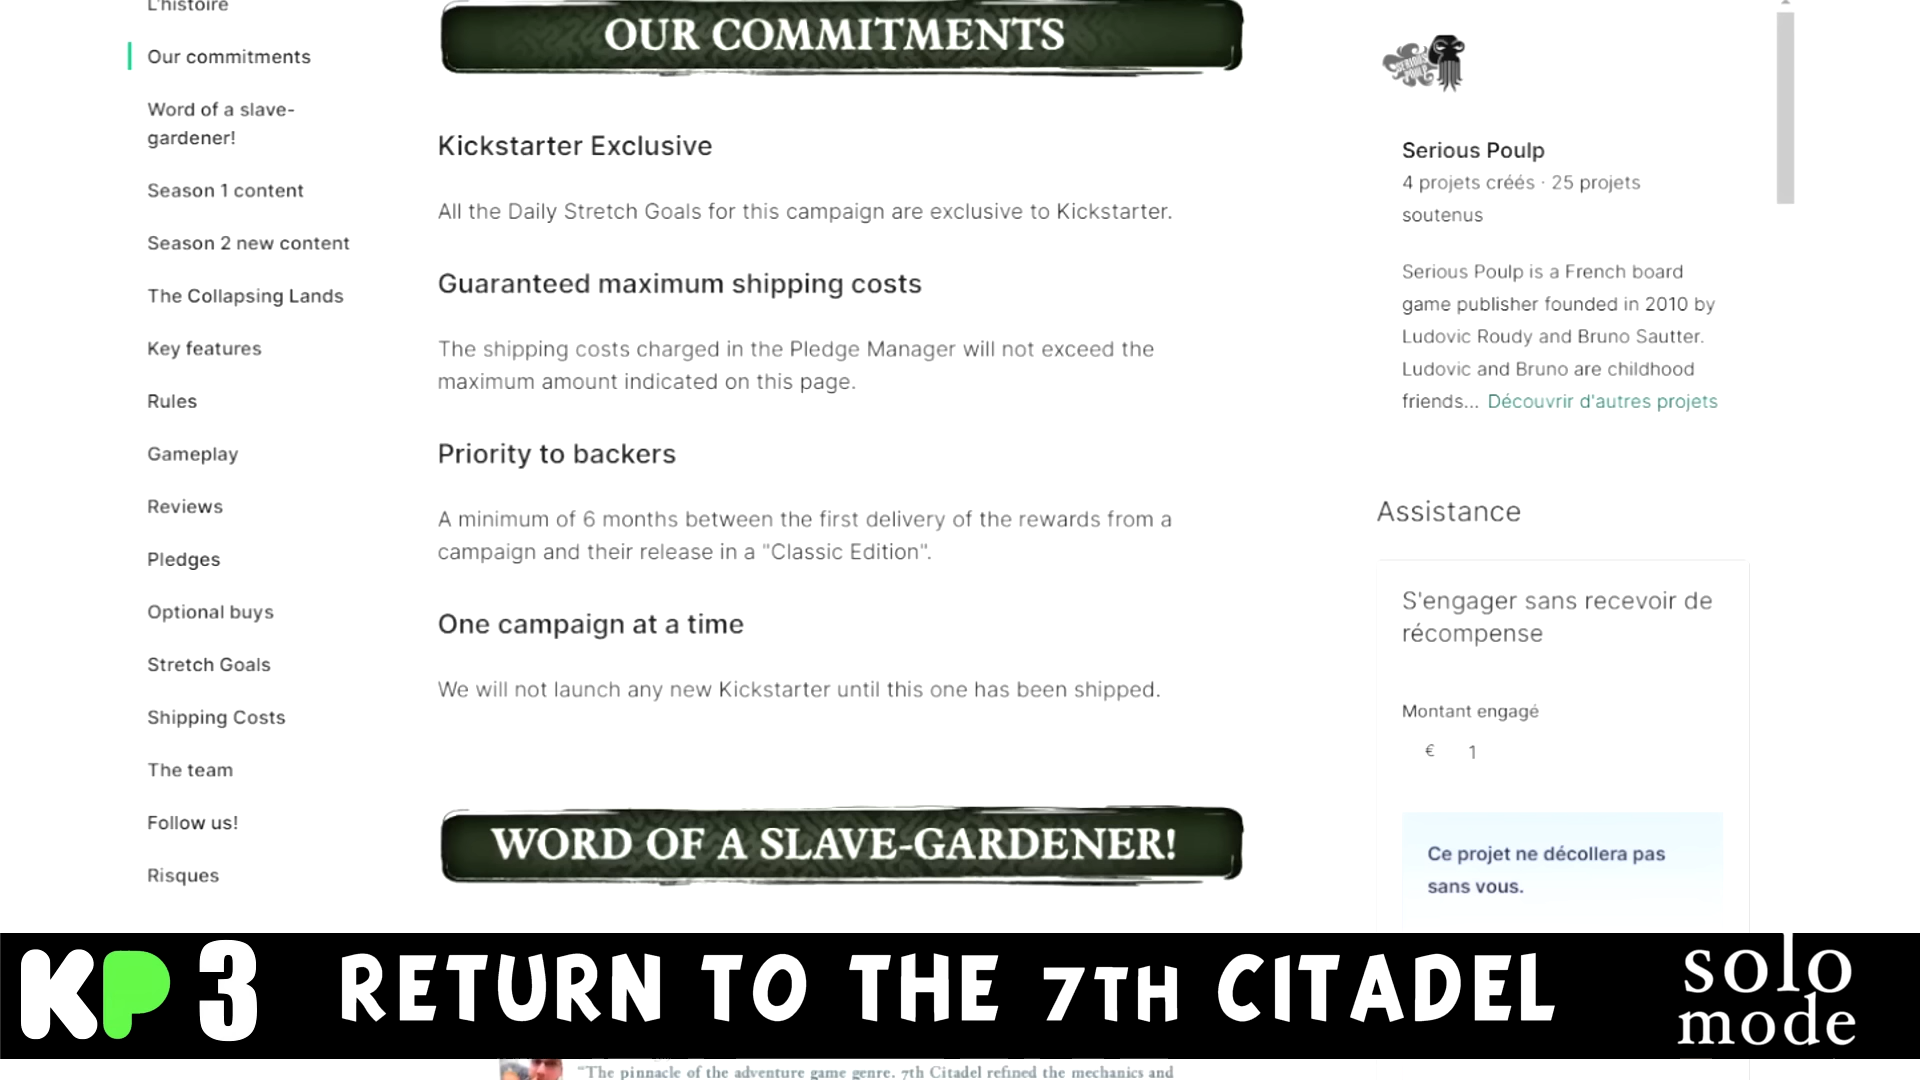 L'histoire
Our commitments
Word of a slave-
gardener!
Season 1 content
Season 2 new content
The Collapsing Lands
Key features
Rules
Gameplay
Reviews
Pledges
Optional buys
Stretch Goals
Shipping Costs
The team
Follow us!
Risques
OUR COMMITMENTS
Kickstarter Exclusive
All the Daily Stretch Goals for this campaign are exclusive to Kickstarter.
Guaranteed maximum shipping costs
The shipping costs charged in the Pledge Manager will not exceed the
maximum amount indicated on this page.
Priority to backers
A minimum of 6 months between the first delivery of the rewards from a
campaign and their release in a "Classic Edition".
One campaign at a time
We will not launch any new Kickstarter until this one has been shipped.
WORD OF A SLAVE-GARDENER!
SERIOUS
POULP
Serious Poulp
4 projets créés · 25 projets
soutenus
Serious Poulp is a French board
game publisher founded in 2010 by
Ludovic Roudy and Bruno Sautter.
Ludovic and Bruno are childhood
friends... Découvrir d'autres projets
Assistance
S'engager sans recevoir de
récompense
Montant engagé
€ 1
Ce projet ne décollera pas
sans vous.
KP 3 RETURN TO THE 7TH CITADEL
solo
mode
"The pinnacle of the adventure game genre. 7th Citadel refined the mechanics and